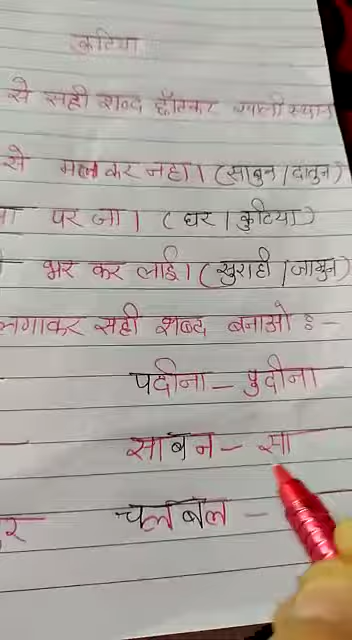 कुटिया
से सही शब्द छाँटकर खाली स्थान
से मल कर नहा। (साबुन / दातुन)
पर जा। (घर / कुटिया)
भर कर लाई। (सुराही / जामुन)
लगाकर सही शब्द बनाओ :-
पदीना - पुदीना
साबन - सा
चलबल -